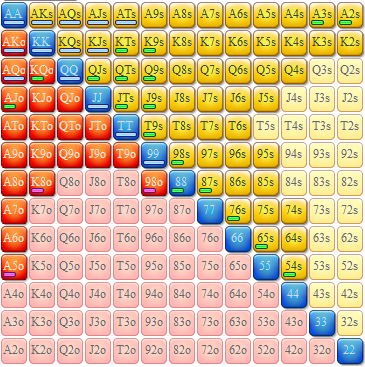 AA AKs AQs AJs ATs A9s A8s A7s A6s A5s A4s A3s A2s
AKo KK KQs KJs KTs K9s K8s K7s K6s K5s K4s K3s K2s
AQo KQo QQ QJs QTs Q9s Q8s Q7s Q6s Q5s Q4s Q3s Q2s
AJo KJo QJo JJ JTs J9s J8s J7s J6s J5s J4s J3s J2s
ATo KTo QTo JTo TT T9s T8s T7s T6s T5s T4s T3s T2s
A9o K9o Q9o J9o T9o 99 98s 97s 96s 95s 94s 93s 92s
A8o K8o Q8o J8o T8o 98o 88 87s 86s 85s 84s 83s 82s
A7o K7o Q7o J7o T7o 97o 87o 77 76s 75s 74s 73s 72s
A6o K6o Q6o J6o T6o 96o 86o 76o 66 65s 64s 63s 62s
A5o K5o Q5o J5o T5o 95o 85o 75o 65o 55 54s 53s 52s
A4o K4o Q4o J4o T4o 94o 84o 74o 64o 54o 44 43s 42s
A3o K3o Q3o J3o T3o 93o 83o 73o 63o 53o 43o 33 32s
A2o K2o Q2o J2o T2o 92o 82o 72o 62o 52o 42o 32o 22